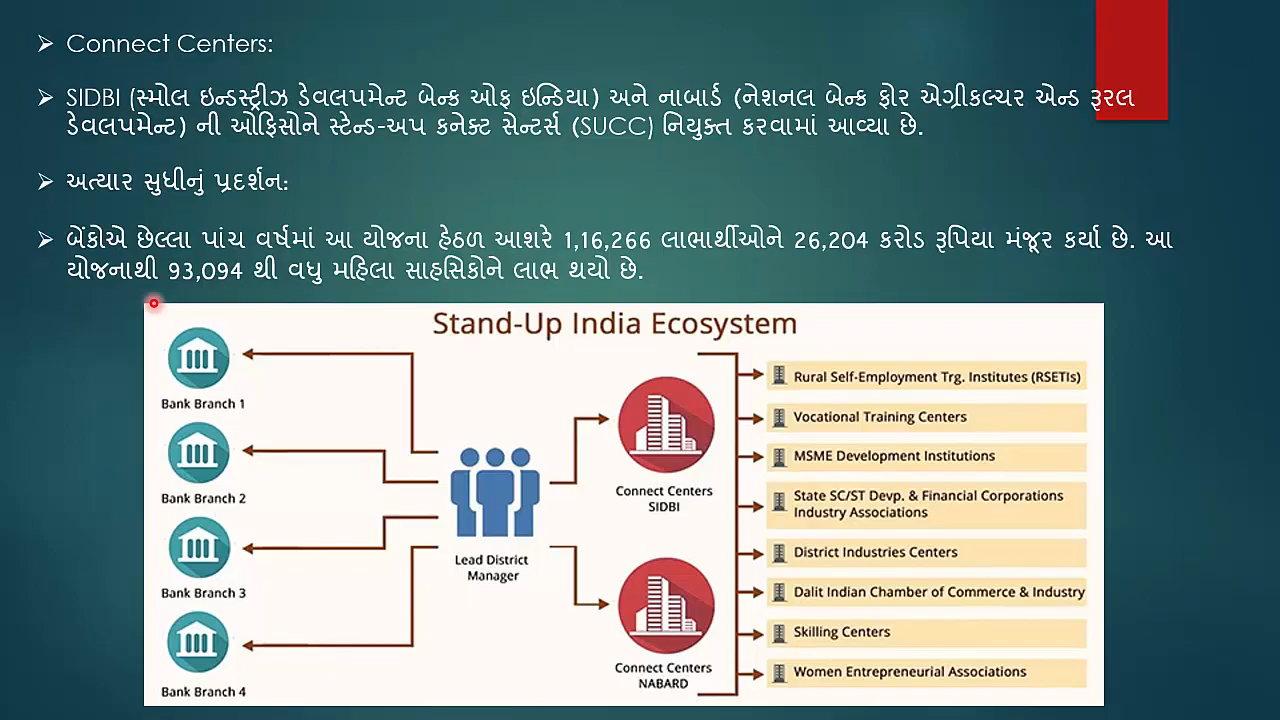 Connect Centers:
SIDBI (સ્મોલ ઇન્ડસ્ટ્રીઝ ડેવલપમેન્ટ બેન્ક ઓફ ઇન્ડિયા) અને નાબાર્ડ (નેશનલ બેન્ક ફોર એગ્રીકલ્ચર એન્ડ રૂરલ
ડેવલપમેન્ટ) ની ઓફિસોને સ્ટેન્ડ-અપ કનેક્ટ સેન્ટર્સ (SUCC) નિયુક્ત કરવામાં આવ્યા છે.
અત્યાર સુધીનું પ્રદર્શન:
બેંકોએ છેલ્લા પાંચ વર્ષમાં આ યોજના હેઠળ આશરે 1,16,266 લાભાર્થીઓને 26,204 કરોડ રૂપિયા મંજૂર કર્યા છે. આ
યોજનાથી 93,094 થી વધુ મહિલા સાહસિકોને લાભ થયો છે.
Stand-Up India Ecosystem
Bank Branch 1
Bank Branch 2
Bank Branch 3
Bank Branch 4
Lead District
Manager
Connect Centers
SIDBI
Connect Centers
NABARD
Rural Self-Employment Trg. Institutes (RSETIs)
Vocational Training Centers
MSME Development Institutions
State SC/ST Devp. & Financial Corporations
Industry Associations
District Industries Centers
Dalit Indian Chamber of Commerce & Industry
Skilling Centers
Women Entrepreneurial Associations